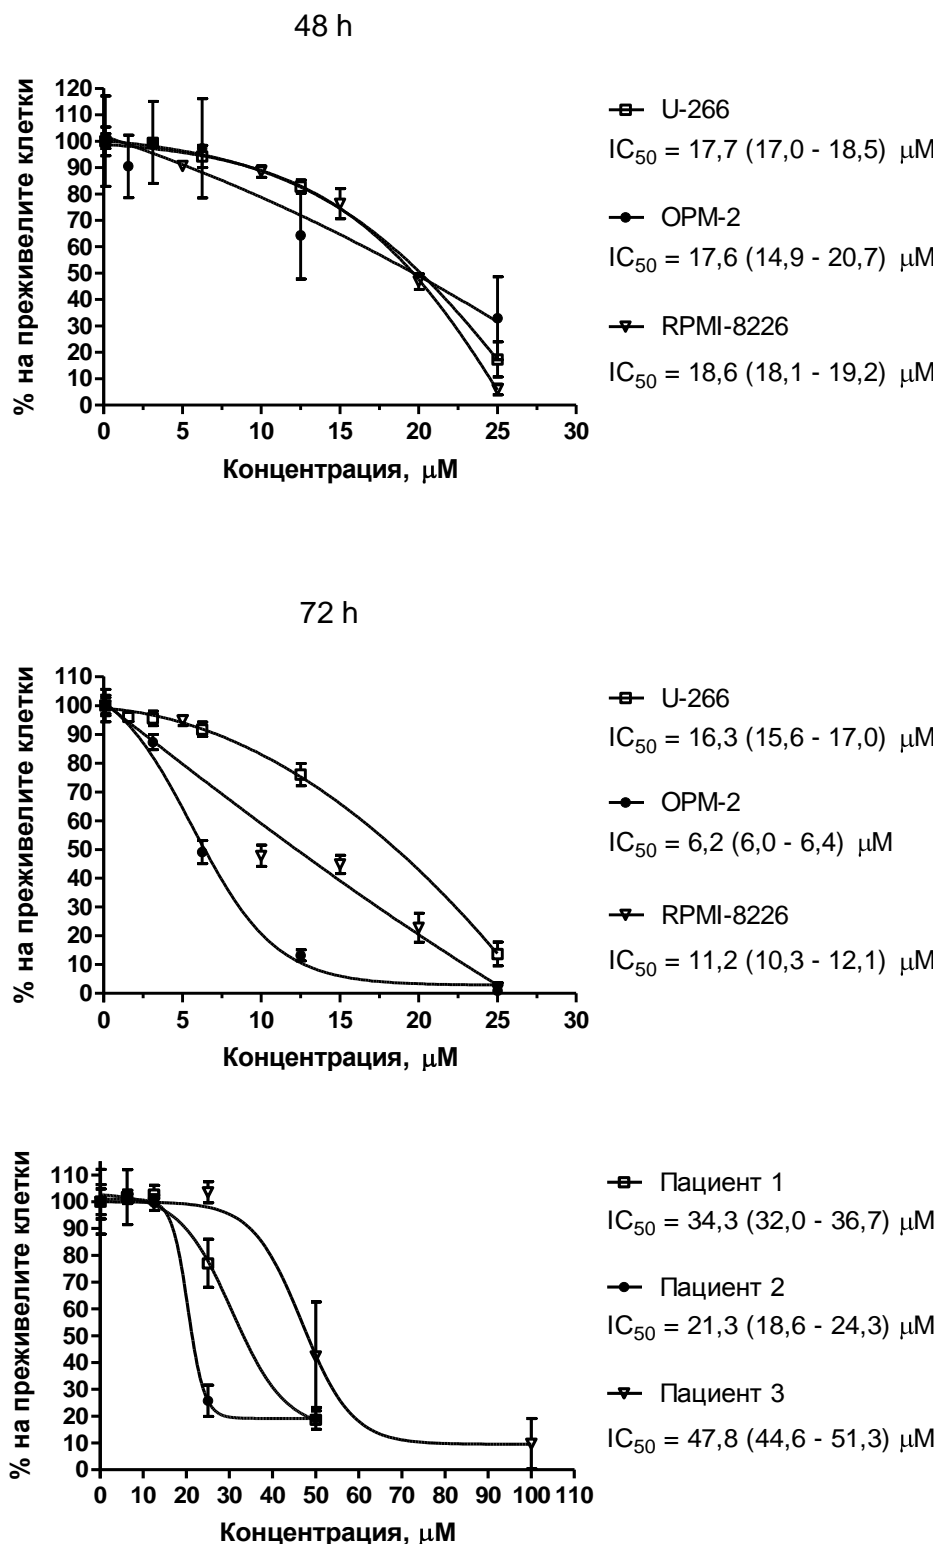 48 h
% на преживелите клетки
120
110
100
90
80
70
60
50
40
30
20
10
0
0 5 10 15 20 25 30
Концентрация, μM
U-266
IC50 = 17,7 (17,0 - 18,5) μM
OPM-2
IC50 = 17,6 (14,9 - 20,7) μM
RPMI-8226
IC50 = 18,6 (18,1 - 19,2) μM
72 h
% на преживелите клетки
110
100
90
80
70
60
50
40
30
20
10
0
0 5 10 15 20 25 30
Концентрация, μM
U-266
IC50 = 16,3 (15,6 - 17,0) μM
OPM-2
IC50 = 6,2 (6,0 - 6,4) μM
RPMI-8226
IC50 = 11,2 (10,3 - 12,1) μM
% на преживелите клетки
110
100
90
80
70
60
50
40
30
20
10
0
0 10 20 30 40 50 60 70 80 90 100 110
Концентрация, μM
Пациент 1
IC50 = 34,3 (32,0 - 36,7) μM
Пациент 2
IC50 = 21,3 (18,6 - 24,3) μM
Пациент 3
IC50 = 47,8 (44,6 - 51,3) μM